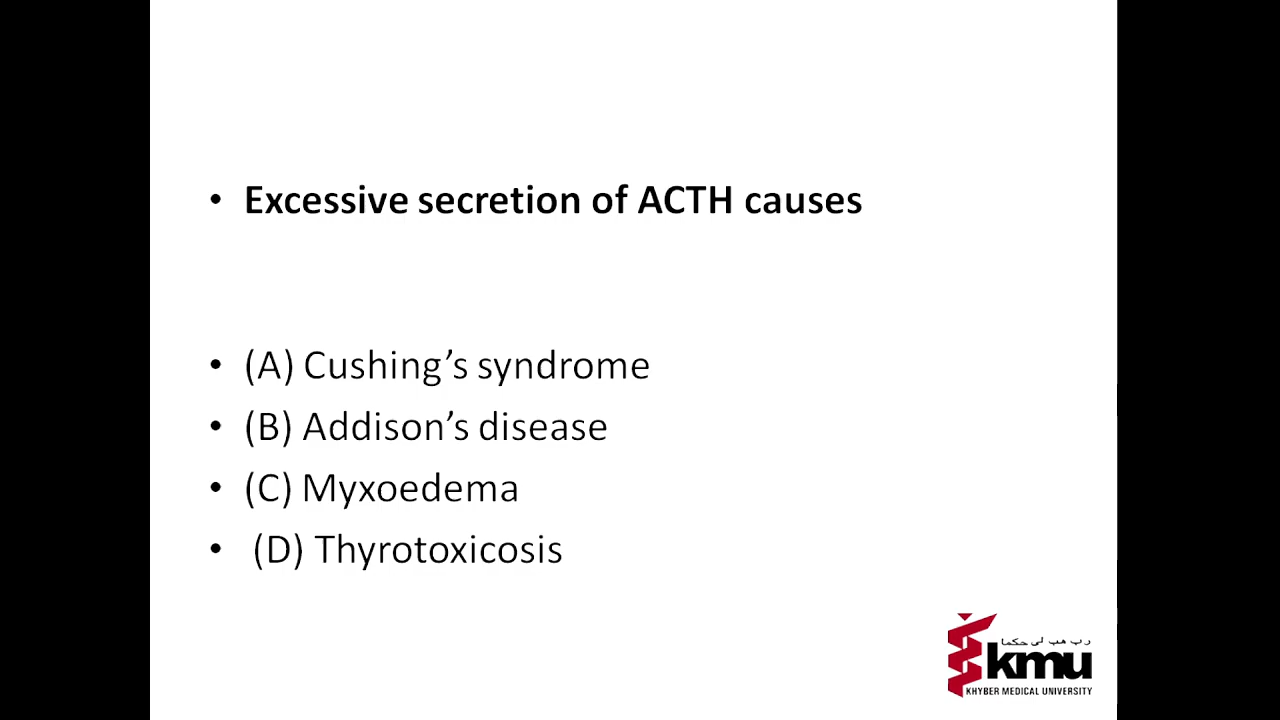 • Excessive secretion of ACTH causes
• (A) Cushing’s syndrome
• (B) Addison’s disease
• (C) Myxoedema
• (D) Thyrotoxicosis
kmu
KHYBER MEDICAL UNIVERSITY